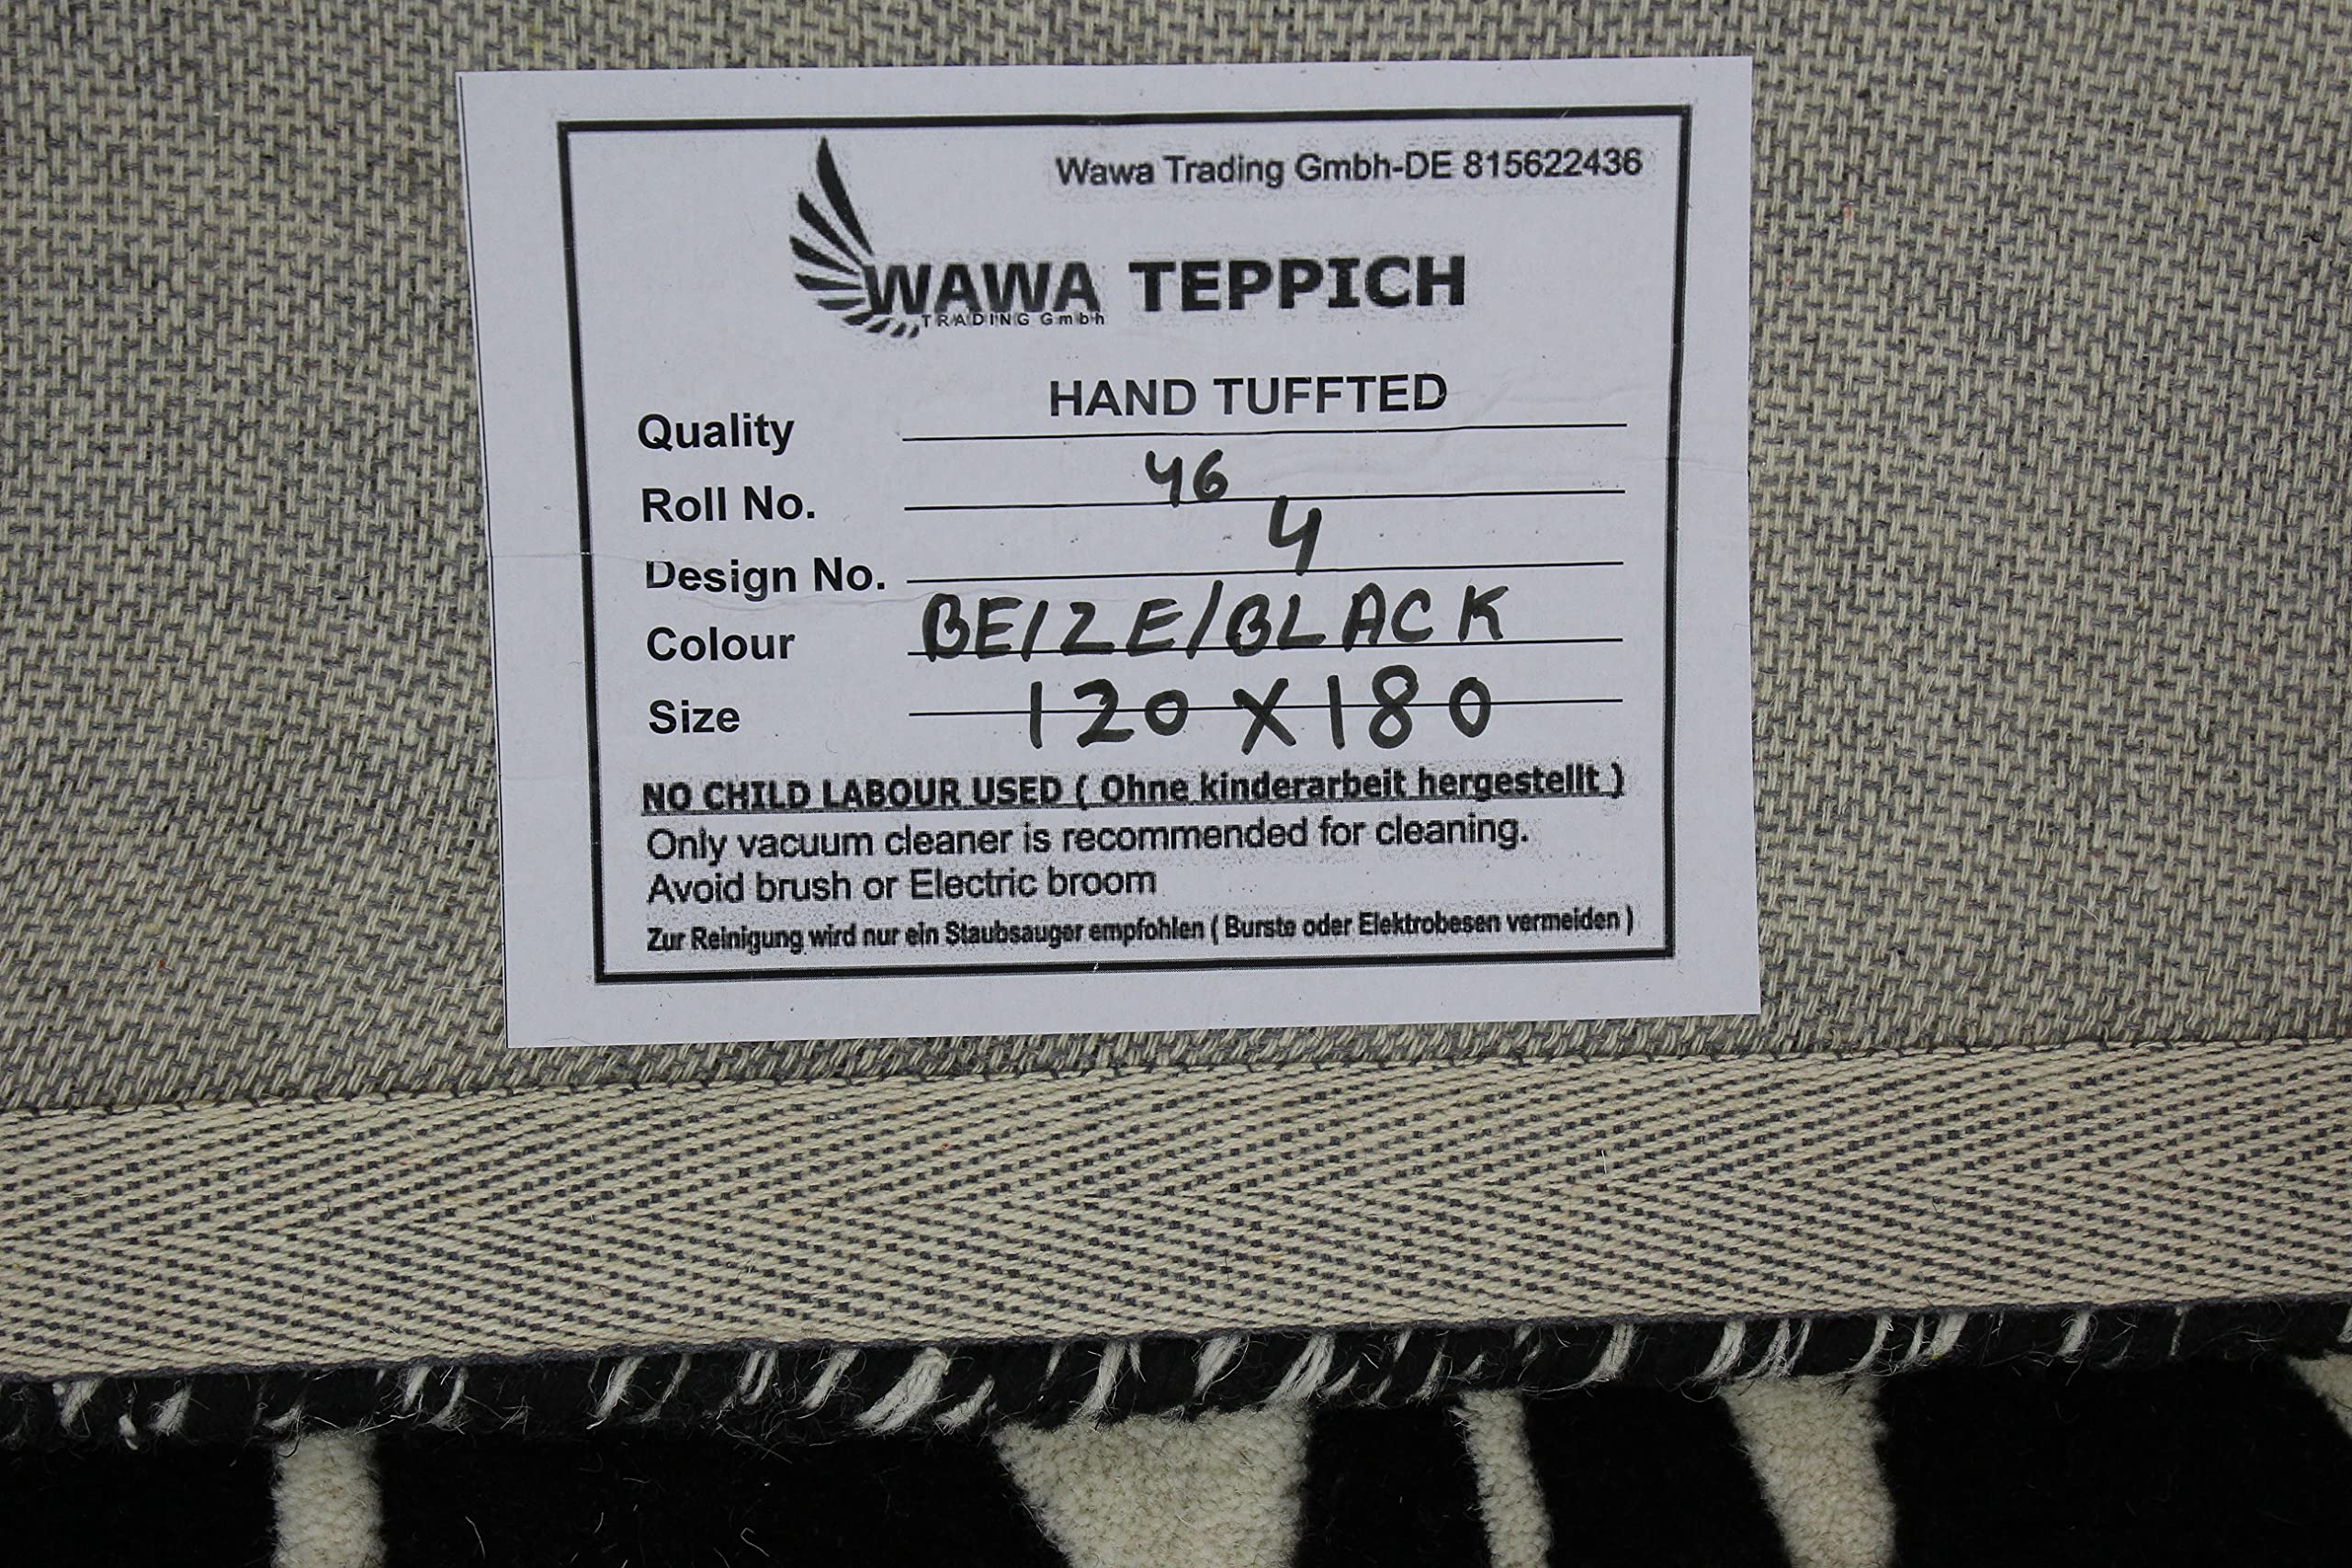 Wawa Trading Gmbh-DE 815622436
WAWA TEPPICH
TRADING Gmbh
Quality HAND TUFFTED
Roll No. 46
Design No. 4
Colour BEIZE/BLACK
Size 120 X 180
NO CHILD LABOUR USED ( Ohne kinderarbeit hergestellt )
Only vacuum cleaner is recommended for cleaning.
Avoid brush or Electric broom
Zur Reinigung wird nur ein Staubsauger empfohlen ( Burste oder Elektrobesen vermeiden )